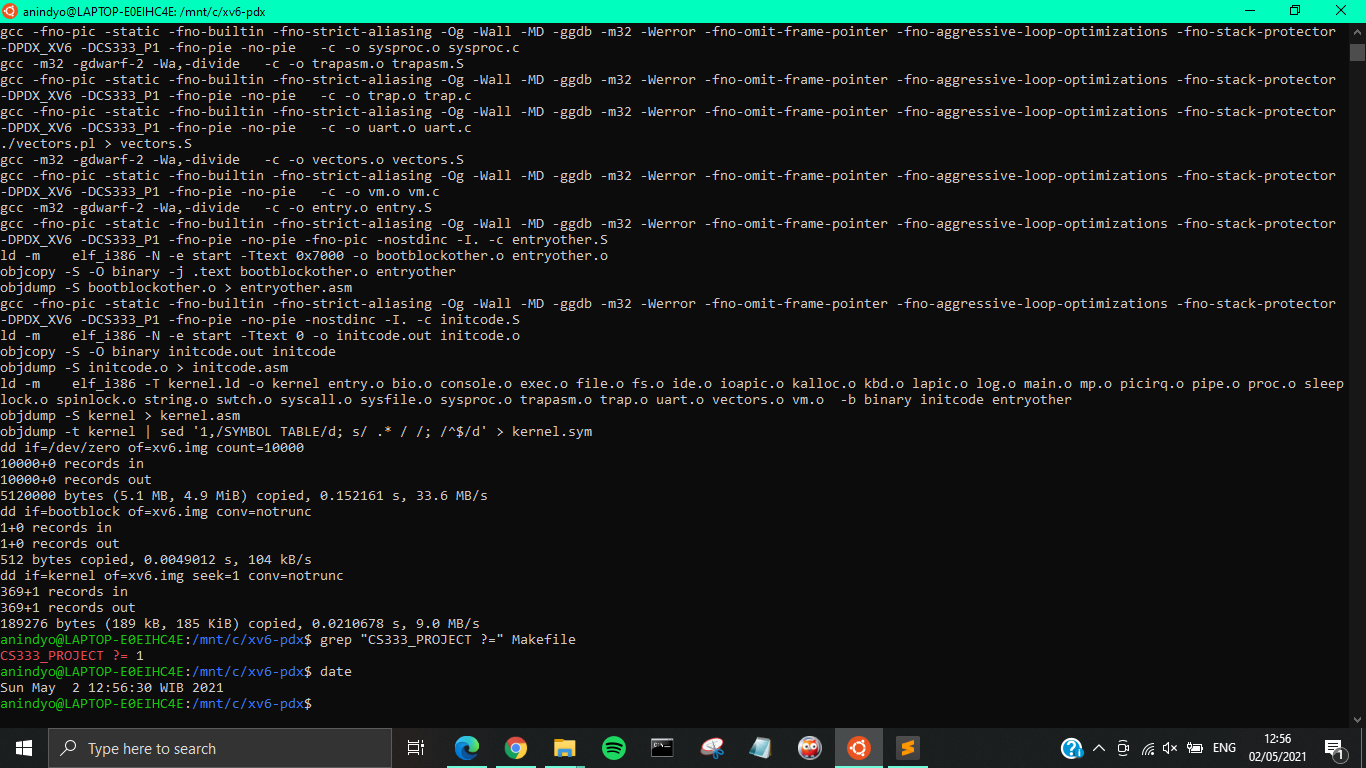 anindyo@LAPTOP-E0EIHC4E: /mnt/c/xv6-pdx
gcc -fno-pic -static -fno-builtin -fno-strict-aliasing -Og -Wall -MD -ggdb -m32 -Werror -fno-omit-frame-pointer -fno-aggressive-loop-optimizations -fno-stack-protector
-DPDX_XV6 -DCS333_P1 -fno-pie -no-pie   -c -o sysproc.o sysproc.c
gcc -m32 -gdwarf-2 -Wa,-divide   -c -o trapasm.o trapasm.S
gcc -fno-pic -static -fno-builtin -fno-strict-aliasing -Og -Wall -MD -ggdb -m32 -Werror -fno-omit-frame-pointer -fno-aggressive-loop-optimizations -fno-stack-protector
-DPDX_XV6 -DCS333_P1 -fno-pie -no-pie   -c -o trap.o trap.c
gcc -fno-pic -static -fno-builtin -fno-strict-aliasing -Og -Wall -MD -ggdb -m32 -Werror -fno-omit-frame-pointer -fno-aggressive-loop-optimizations -fno-stack-protector
-DPDX_XV6 -DCS333_P1 -fno-pie -no-pie   -c -o uart.o uart.c
./vectors.pl > vectors.S
gcc -m32 -gdwarf-2 -Wa,-divide   -c -o vectors.o vectors.S
gcc -fno-pic -static -fno-builtin -fno-strict-aliasing -Og -Wall -MD -ggdb -m32 -Werror -fno-omit-frame-pointer -fno-aggressive-loop-optimizations -fno-stack-protector
-DPDX_XV6 -DCS333_P1 -fno-pie -no-pie   -c -o vm.o vm.c
gcc -m32 -gdwarf-2 -Wa,-divide   -c -o entry.o entry.S
gcc -fno-pic -static -fno-builtin -fno-strict-aliasing -Og -Wall -MD -ggdb -m32 -Werror -fno-omit-frame-pointer -fno-aggressive-loop-optimizations -fno-stack-protector
-DPDX_XV6 -DCS333_P1 -fno-pie -no-pie -fno-pic -nostdinc -I. -c entryother.S
ld -m    elf_i386 -N -e start -Ttext 0x7000 -o bootblockother.o entryother.o
objcopy -S -O binary -j .text bootblockother.o entryother
objdump -S bootblockother.o > entryother.asm
gcc -fno-pic -static -fno-builtin -fno-strict-aliasing -Og -Wall -MD -ggdb -m32 -Werror -fno-omit-frame-pointer -fno-aggressive-loop-optimizations -fno-stack-protector
-DPDX_XV6 -DCS333_P1 -fno-pie -no-pie -nostdinc -I. -c initcode.S
ld -m    elf_i386 -N -e start -Ttext 0 -o initcode.out initcode.o
objcopy -S -O binary initcode.out initcode
objdump -S initcode.o > initcode.asm
ld -m    elf_i386 -T kernel.ld -o kernel entry.o bio.o console.o exec.o file.o fs.o ide.o ioapic.o kalloc.o kbd.o lapic.o log.o main.o mp.o picirq.o pipe.o proc.o sleep
lock.o spinlock.o string.o swtch.o syscall.o sysfile.o sysproc.o trapasm.o trap.o uart.o vectors.o vm.o  -b binary initcode entryother
objdump -S kernel > kernel.asm
objdump -t kernel | sed '1,/SYMBOL TABLE/d; s/ .* / /; /^$/d' > kernel.sym
dd if=/dev/zero of=xv6.img count=10000
10000+0 records in
10000+0 records out
5120000 bytes (5.1 MB, 4.9 MiB) copied, 0.152161 s, 33.6 MB/s
dd if=bootblock of=xv6.img conv=notrunc
1+0 records in
1+0 records out
512 bytes copied, 0.0049012 s, 104 kB/s
dd if=kernel of=xv6.img seek=1 conv=notrunc
369+1 records in
369+1 records out
189276 bytes (189 kB, 185 KiB) copied, 0.0210678 s, 9.0 MB/s
anindyo@LAPTOP-E0EIHC4E:/mnt/c/xv6-pdx$ grep "CS333_PROJECT ?=" Makefile
CS333_PROJECT ?= 1
anindyo@LAPTOP-E0EIHC4E:/mnt/c/xv6-pdx$ date
Sun May  2 12:56:30 WIB 2021
anindyo@LAPTOP-E0EIHC4E:/mnt/c/xv6-pdx$
Type here to search
ENG
12:56
02/05/2021
1